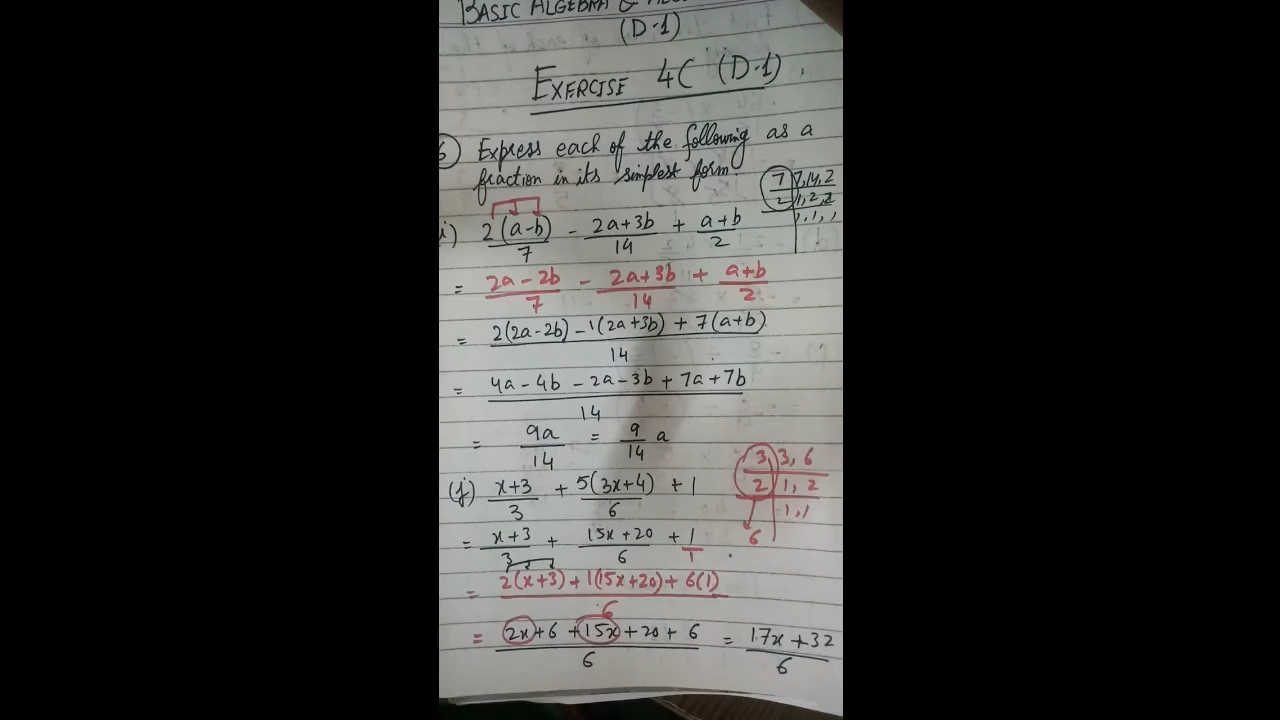 BASIC ALGEBRA &
(D-1)
EXERCISE 4C (D-1).
6) Express each of the following as a
fraction in its simplest form.
7 | 7,14,2
2 | 1,2,2
1,1,1
i) 2(a-b)/7 - 2a+3b/14 + a+b/2
= 2a-2b/7 - 2a+3b/14 + a+b/2
= 2(2a-2b) -1(2a+3b) + 7(a+b)/14
= 4a-4b-2a-3b+7a+7b/14
= 9a/14 = 9/14 a
3 | 3,6
2 | 1,2
1,1
6
(j) x+3/3 + 5(3x+4)/6 + 1
= x+3/3 + 15x+20/6 + 1/1
= 2(x+3)+1(15x+20)+6(1)/6
= 2x+6+15x+20+6/6 = 17x+32/6